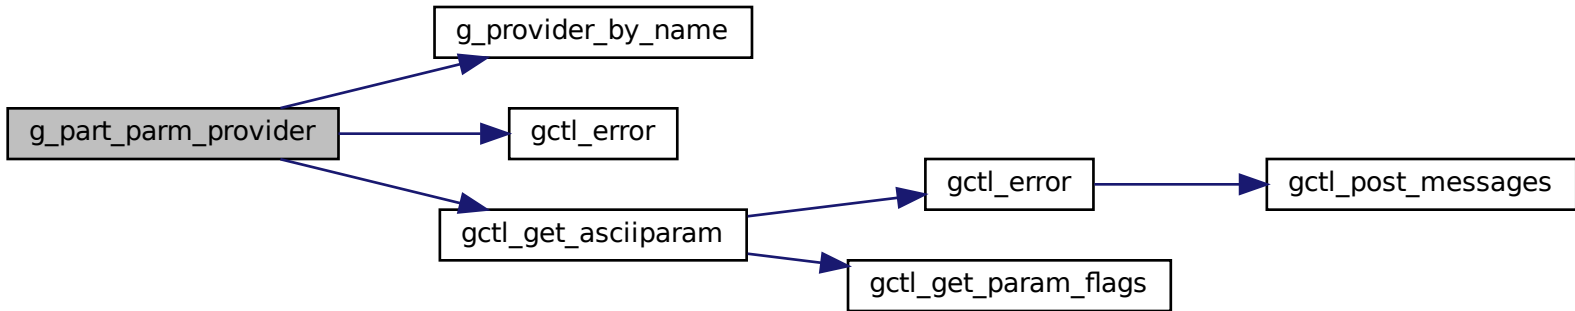 g_provider_by_name
g_part_parm_provider
gctl_error
gctl_error
gctl_post_messages
gctl_get_asciiparam
gctl_get_param_flags